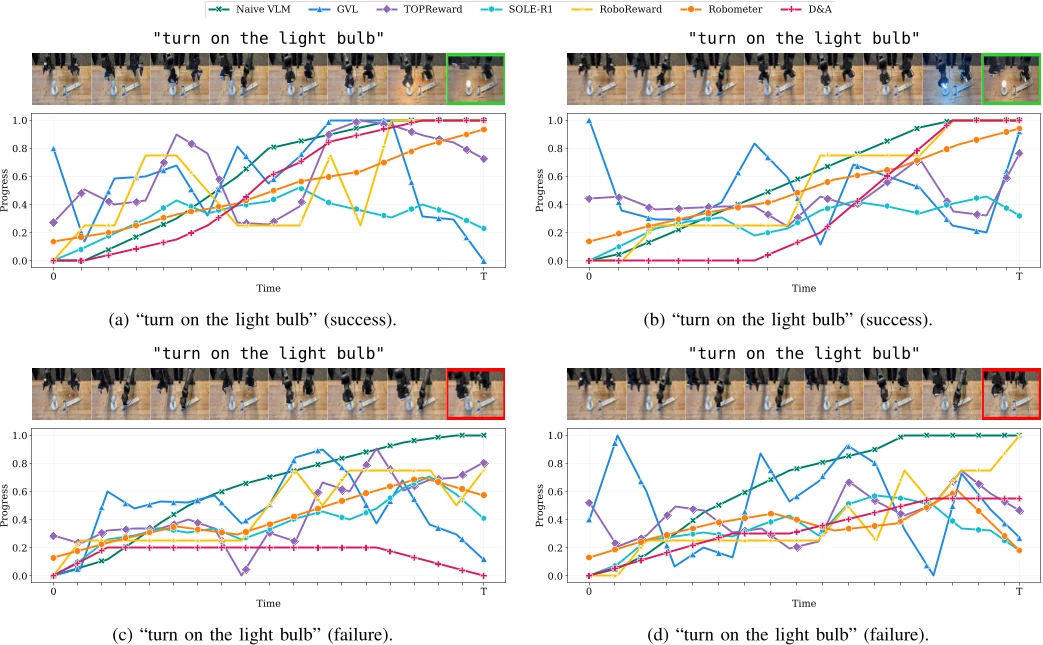 Naive VLM GVL TOPReward SOLE-R1 RoboReward Robometer D&A
"turn on the light bulb"
1.0
0.8
0.6
0.4
0.2
0.0
Progress
0 T
Time
(a) “turn on the light bulb” (success).
"turn on the light bulb"
1.0
0.8
0.6
0.4
0.2
0.0
Progress
0 T
Time
(b) “turn on the light bulb” (success).
"turn on the light bulb"
1.0
0.8
0.6
0.4
0.2
0.0
Progress
0 T
Time
(c) “turn on the light bulb” (failure).
"turn on the light bulb"
1.0
0.8
0.6
0.4
0.2
0.0
Progress
0 T
Time
(d) “turn on the light bulb” (failure).